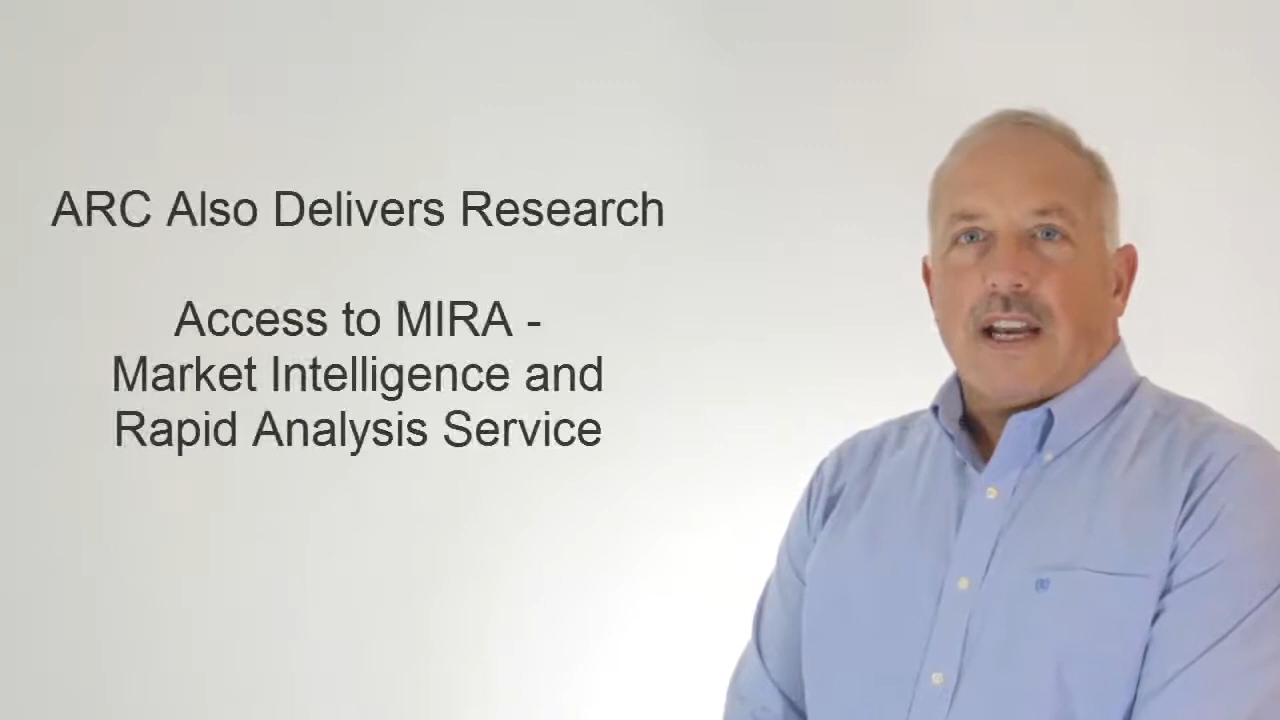 ARC Also Delivers Research
Access to MIRA -
Market Intelligence and
Rapid Analysis Service